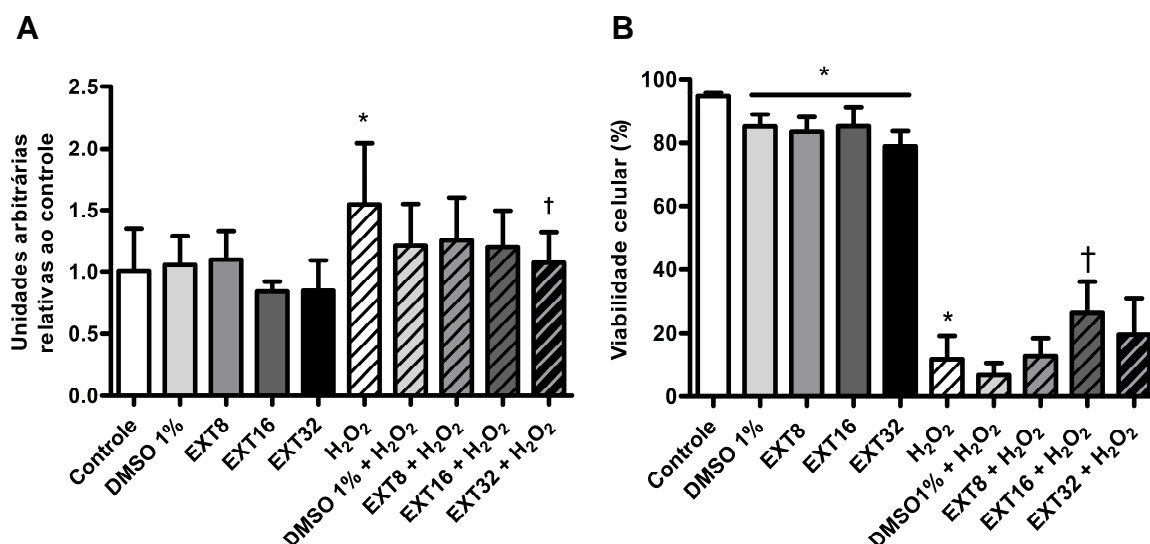 A
Unidades arbitrárias
relativas ao controle
2.5
2.0
1.5
1.0
0.5
0.0
*
†
Controle
DMSO 1%
EXT8
EXT16
EXT32
H₂O₂
DMSO 1% + H₂O₂
EXT8 + H₂O₂
EXT16 + H₂O₂
EXT32 + H₂O₂
B
Viabilidade celular (%)
100
80
60
40
20
0
*
*
†
Controle
DMSO 1%
EXT8
EXT16
EXT32
H₂O₂
DMSO1% + H₂O₂
EXT8 + H₂O₂
EXT16 + H₂O₂
EXT32 + H₂O₂